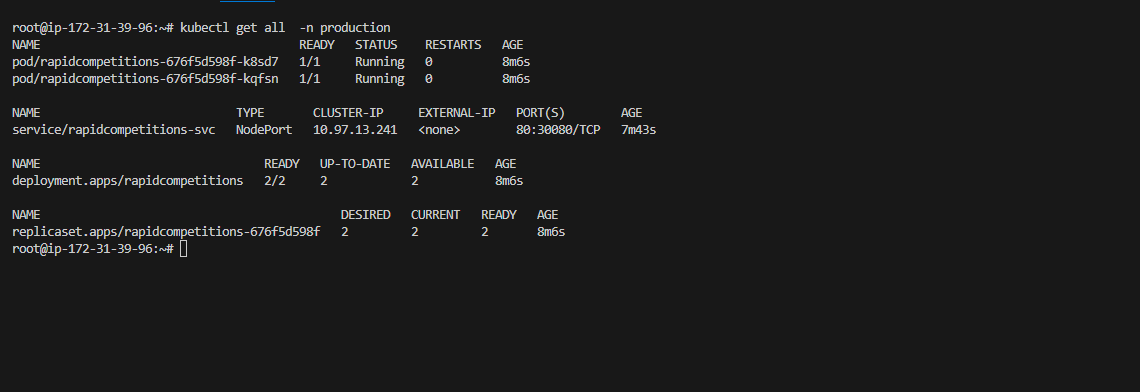 root@ip-172-31-39-96:~# kubectl get all  -n production
NAME                                  READY   STATUS    RESTARTS   AGE
pod/rapidcompetitions-676f5d598f-k8sd7   1/1     Running   0          8m6s
pod/rapidcompetitions-676f5d598f-kqfsn   1/1     Running   0          8m6s
NAME                            TYPE       CLUSTER-IP     EXTERNAL-IP   PORT(S)        AGE
service/rapidcompetitions-svc   NodePort   10.97.13.241   <none>        80:30080/TCP   7m43s
NAME                                READY   UP-TO-DATE   AVAILABLE   AGE
deployment.apps/rapidcompetitions   2/2     2            2           8m6s
NAME                                           DESIRED   CURRENT   READY   AGE
replicaset.apps/rapidcompetitions-676f5d598f   2         2         2       8m6s
root@ip-172-31-39-96:~#